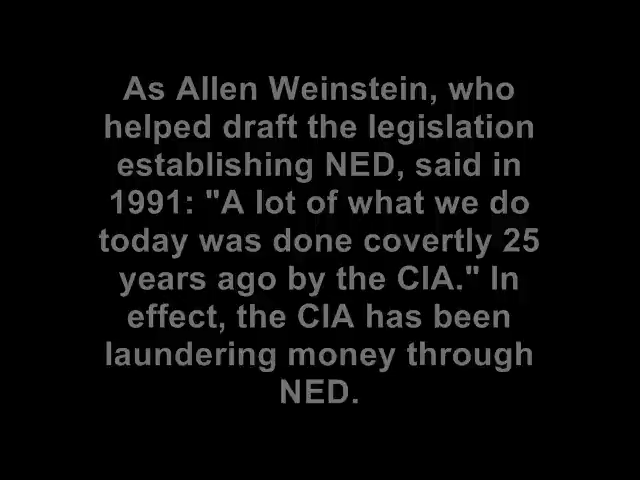 As Allen Weinstein, who
helped draft the legislation
establishing NED, said in
1991: "A lot of what we do
today was done covertly 25
years ago by the CIA." In
effect, the CIA has been
laundering money through
NED.